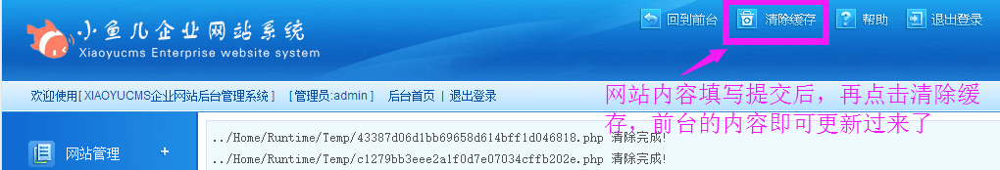 小鱼儿企业网站系统
Xiaoyucms Enterprise website system
回到前台 清除缓存 帮助 退出登录
欢迎使用[ XIAOYUCMS企业网站后台管理系统 ] [ 管理员:admin ] 后台首页 | 退出登录
网站内容填写提交后，再点击清除缓
存，前台的内容即可更新过来了
网站管理 +
../Home/Runtime/Temp/43387d06d1bb69658d614bff1d046818.php 清除完成!
../Home/Runtime/Temp/c1279bb3eee2a1f0d7e07034cffb202e.php 清除完成!